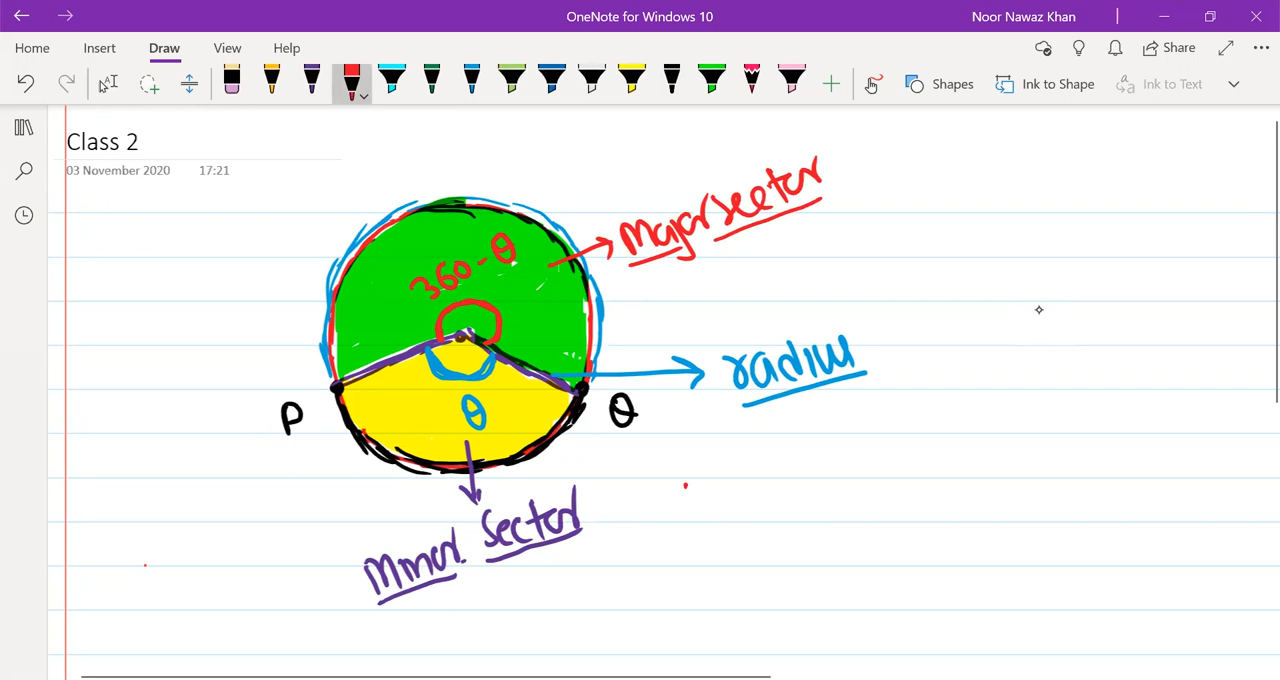 OneNote for Windows 10
Noor Nawaz Khan
Home Insert Draw View Help
Share
Shapes Ink to Shape Ink to Text
Class 2
03 November 2020 17:21
Major Sector
360-θ
radius
P θ Q
Minor Sector